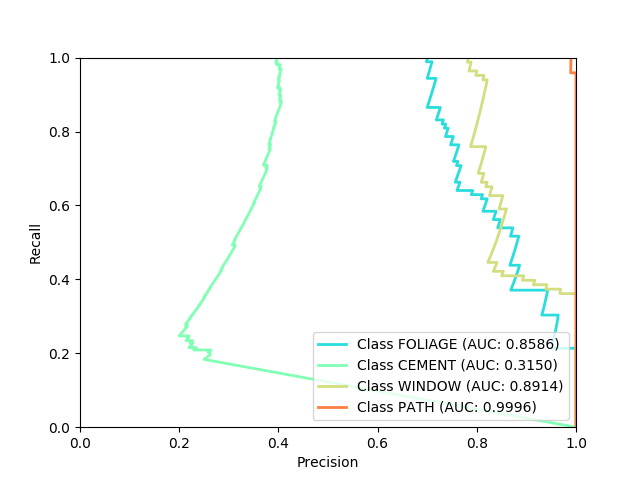 1.0
0.8
0.6
0.4
0.2
0.0
Recall
Class FOLIAGE (AUC: 0.8586)
Class CEMENT (AUC: 0.3150)
Class WINDOW (AUC: 0.8914)
Class PATH (AUC: 0.9996)
0.0 0.2 0.4 0.6 0.8 1.0
Precision